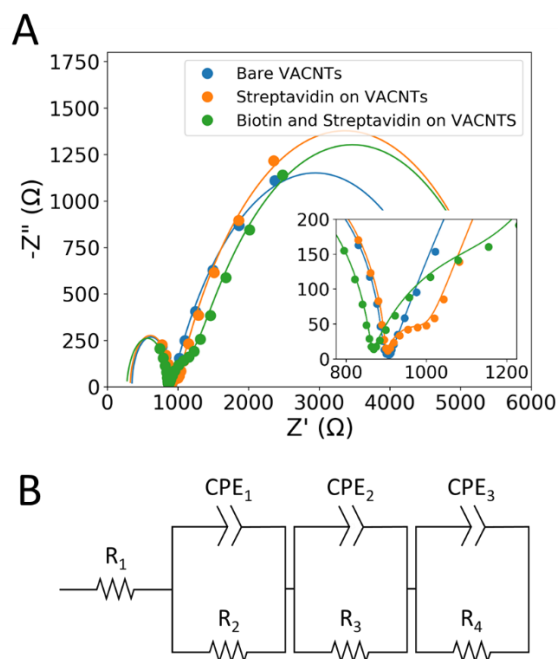 A
1750
1500
1250
1000
750
500
250
0
-Z" (Ω)
Bare VACNTs
Streptavidin on VACNTs
Biotin and Streptavidin on VACNTS
200
150
100
50
0
800 1000 1200
0 1000 2000 3000 4000 5000 6000
Z' (Ω)
B
CPE₁ CPE₂ CPE₃
R₁
R₂ R₃ R₄